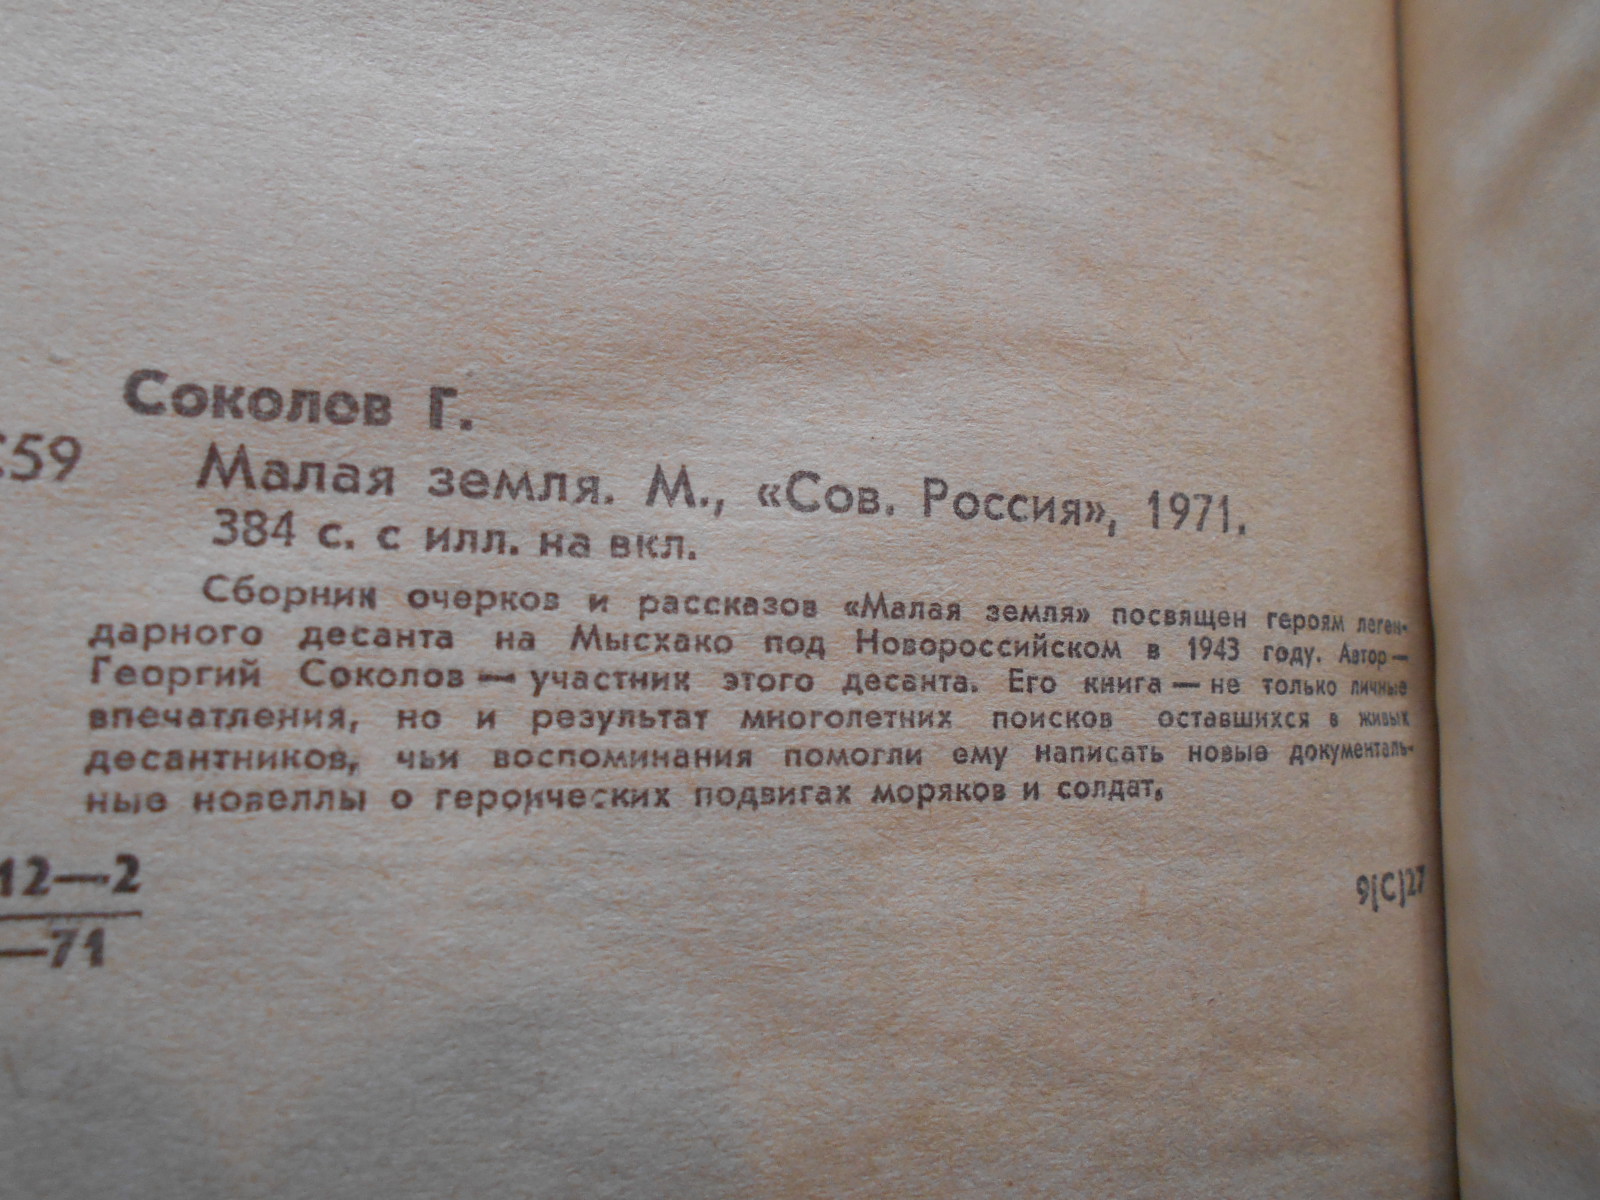 Соколов Г.
С59 Малая земля. М., «Сов. Россия», 1971.
384 с. с илл. на вкл.
Сборник очерков и рассказов «Малая земля» посвящен героям леген-
дарного десанта на Мысхако под Новороссийском в 1943 году. Автор —
Георгий Соколов — участник этого десанта. Его книга — не только личные
впечатления, но и результат многолетних поисков оставшихся в живых
десантников, чьи воспоминания помогли ему написать новые документаль-
ные новеллы о героических подвигах моряков и солдат.
12—2
—71
9(С)27